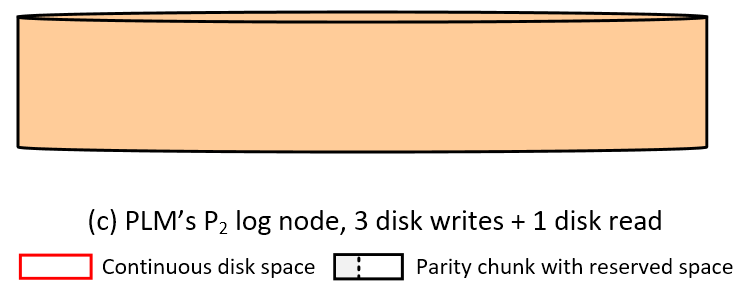 (c) PLM’s P₂ log node, 3 disk writes + 1 disk read
Continuous disk space Parity chunk with reserved space